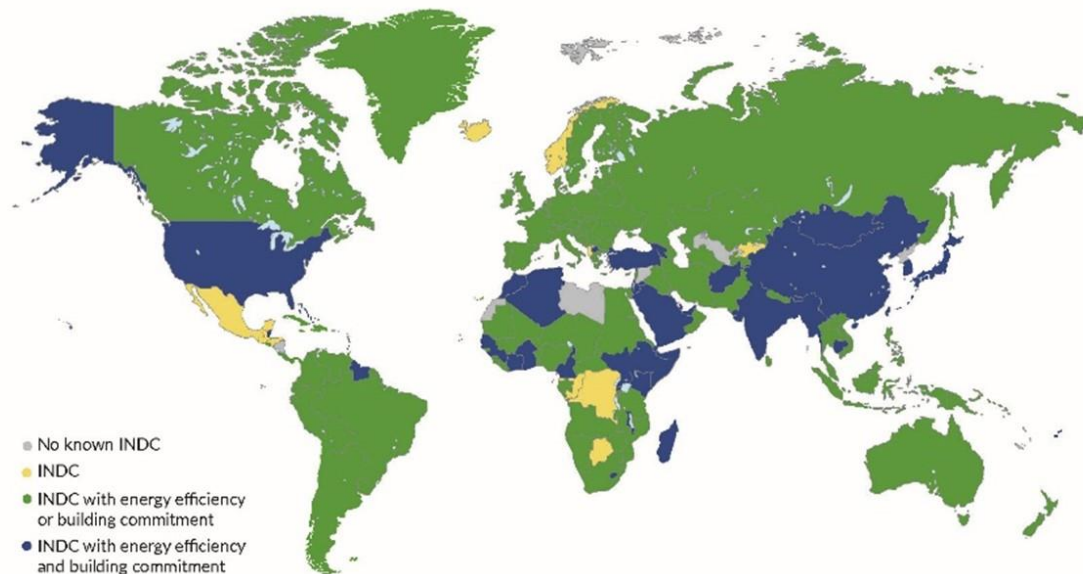 No known INDC
INDC
INDC with energy efficiency
or building commitment
INDC with energy efficiency
and building commitment